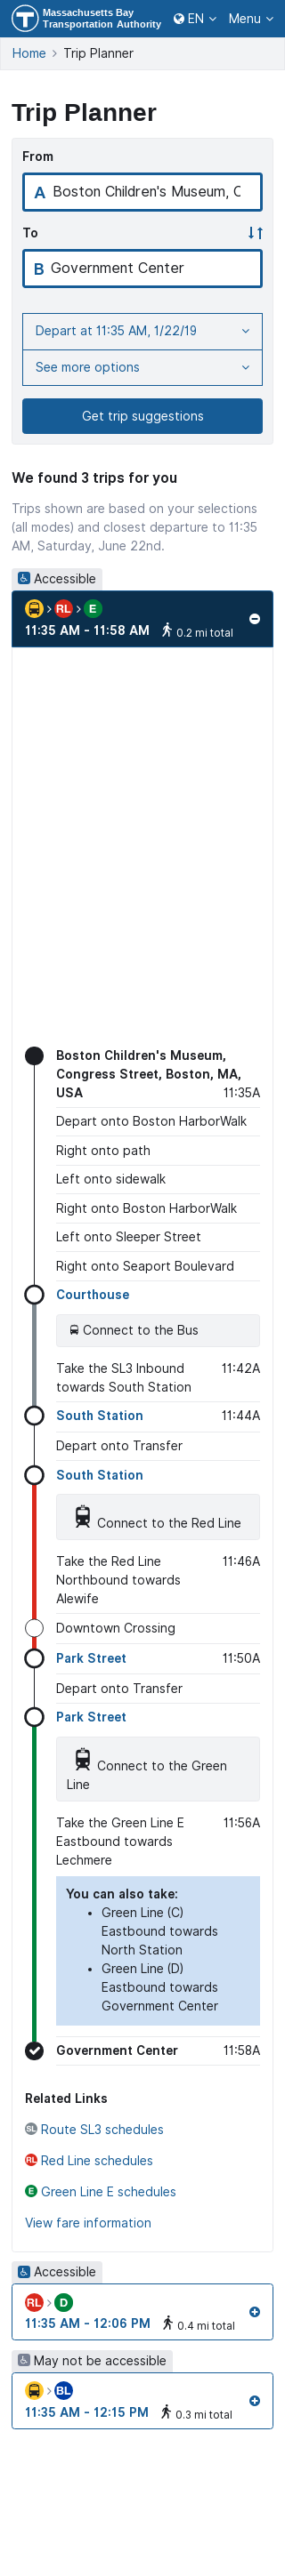 Massachusetts Bay
Transportation Authority
EN
Menu
Home
Trip Planner
Trip Planner
From
A Boston Children's Museum, C
To
B Government Center
Depart at 11:35 AM, 1/22/19
See more options
Get trip suggestions
We found 3 trips for you
Trips shown are based on your selections
(all modes) and closest departure to 11:35
AM, Saturday, June 22nd.
Accessible
RL E
11:35 AM - 11:58 AM 0.2 mi total
Boston Children's Museum,
Congress Street, Boston, MA,
USA 11:35A
Depart onto Boston HarborWalk
Right onto path
Left onto sidewalk
Right onto Boston HarborWalk
Left onto Sleeper Street
Right onto Seaport Boulevard
Courthouse
Connect to the Bus
Take the SL3 Inbound 11:42A
towards South Station
South Station 11:44A
Depart onto Transfer
South Station
Connect to the Red Line
Take the Red Line 11:46A
Northbound towards
Alewife
Downtown Crossing
Park Street 11:50A
Depart onto Transfer
Park Street
Connect to the Green
Line
Take the Green Line E 11:56A
Eastbound towards
Lechmere
You can also take:
• Green Line (C)
Eastbound towards
North Station
• Green Line (D)
Eastbound towards
Government Center
Government Center 11:58A
Related Links
SL Route SL3 schedules
RL Red Line schedules
E Green Line E schedules
View fare information
Accessible
RL D
11:35 AM - 12:06 PM 0.4 mi total
May not be accessible
BL
11:35 AM - 12:15 PM 0.3 mi total